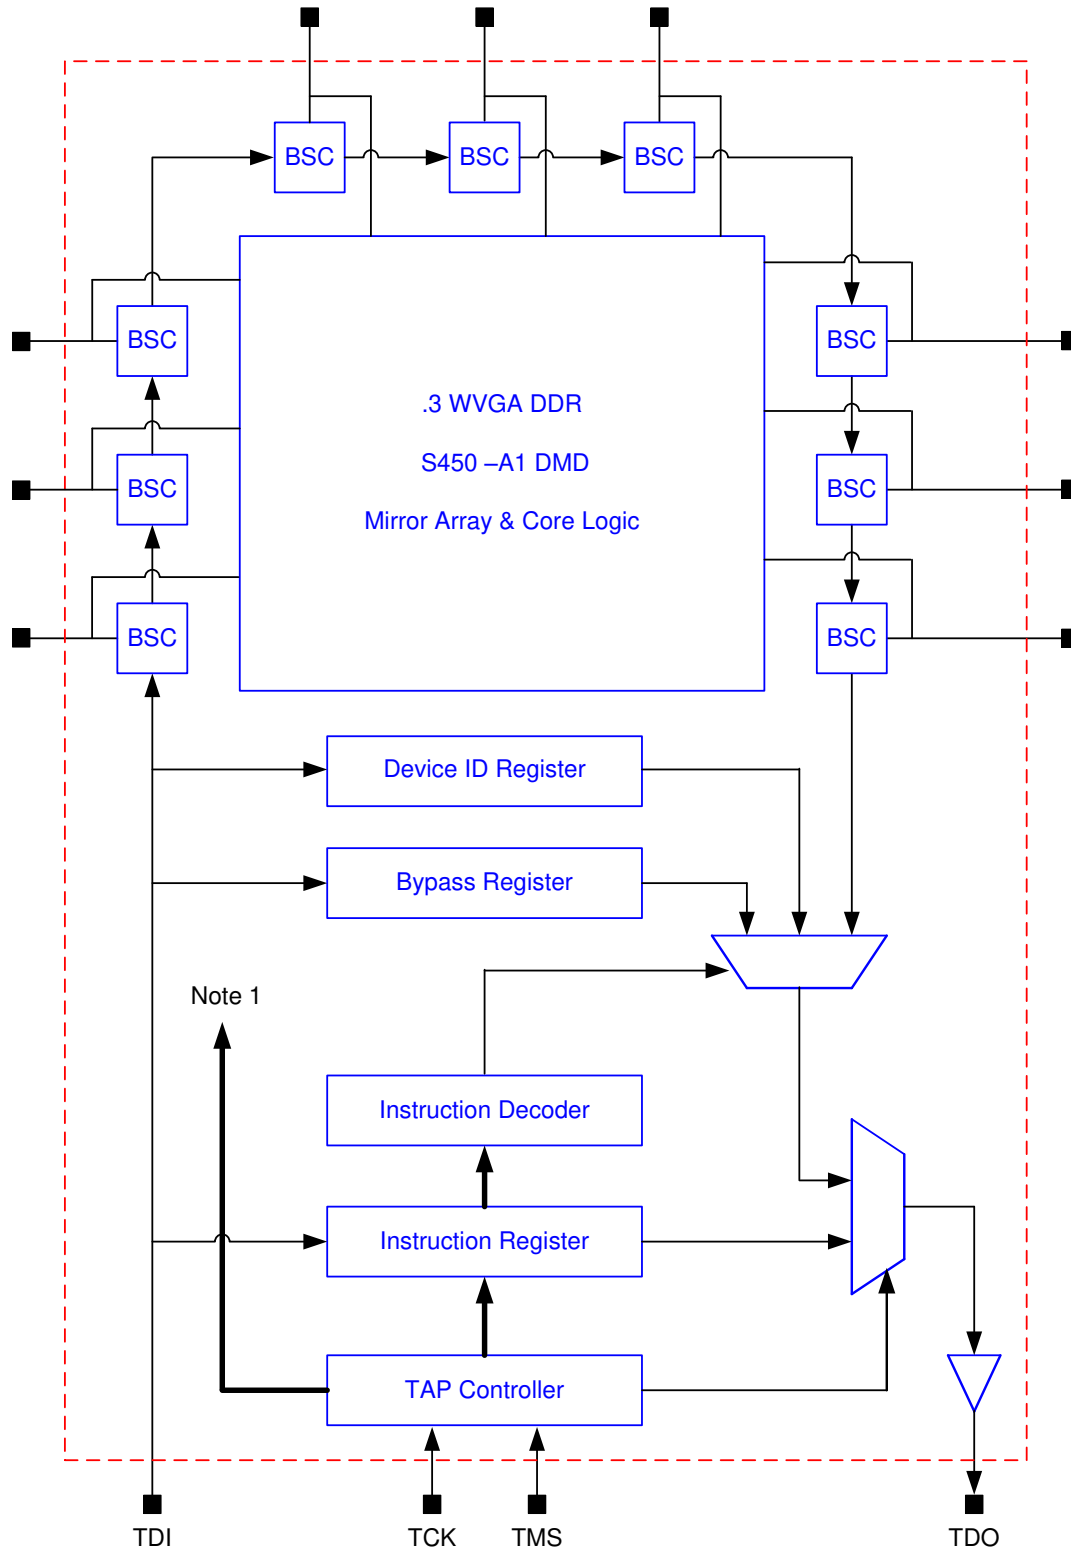 BSC
BSC
BSC
BSC
BSC
.3 WVGA DDR
S450 –A1 DMD
Mirror Array & Core Logic
BSC
BSC
BSC
BSC
Device ID Register
Bypass Register
Note 1
Instruction Decoder
Instruction Register
TAP Controller
TDI
TCK
TMS
TDO